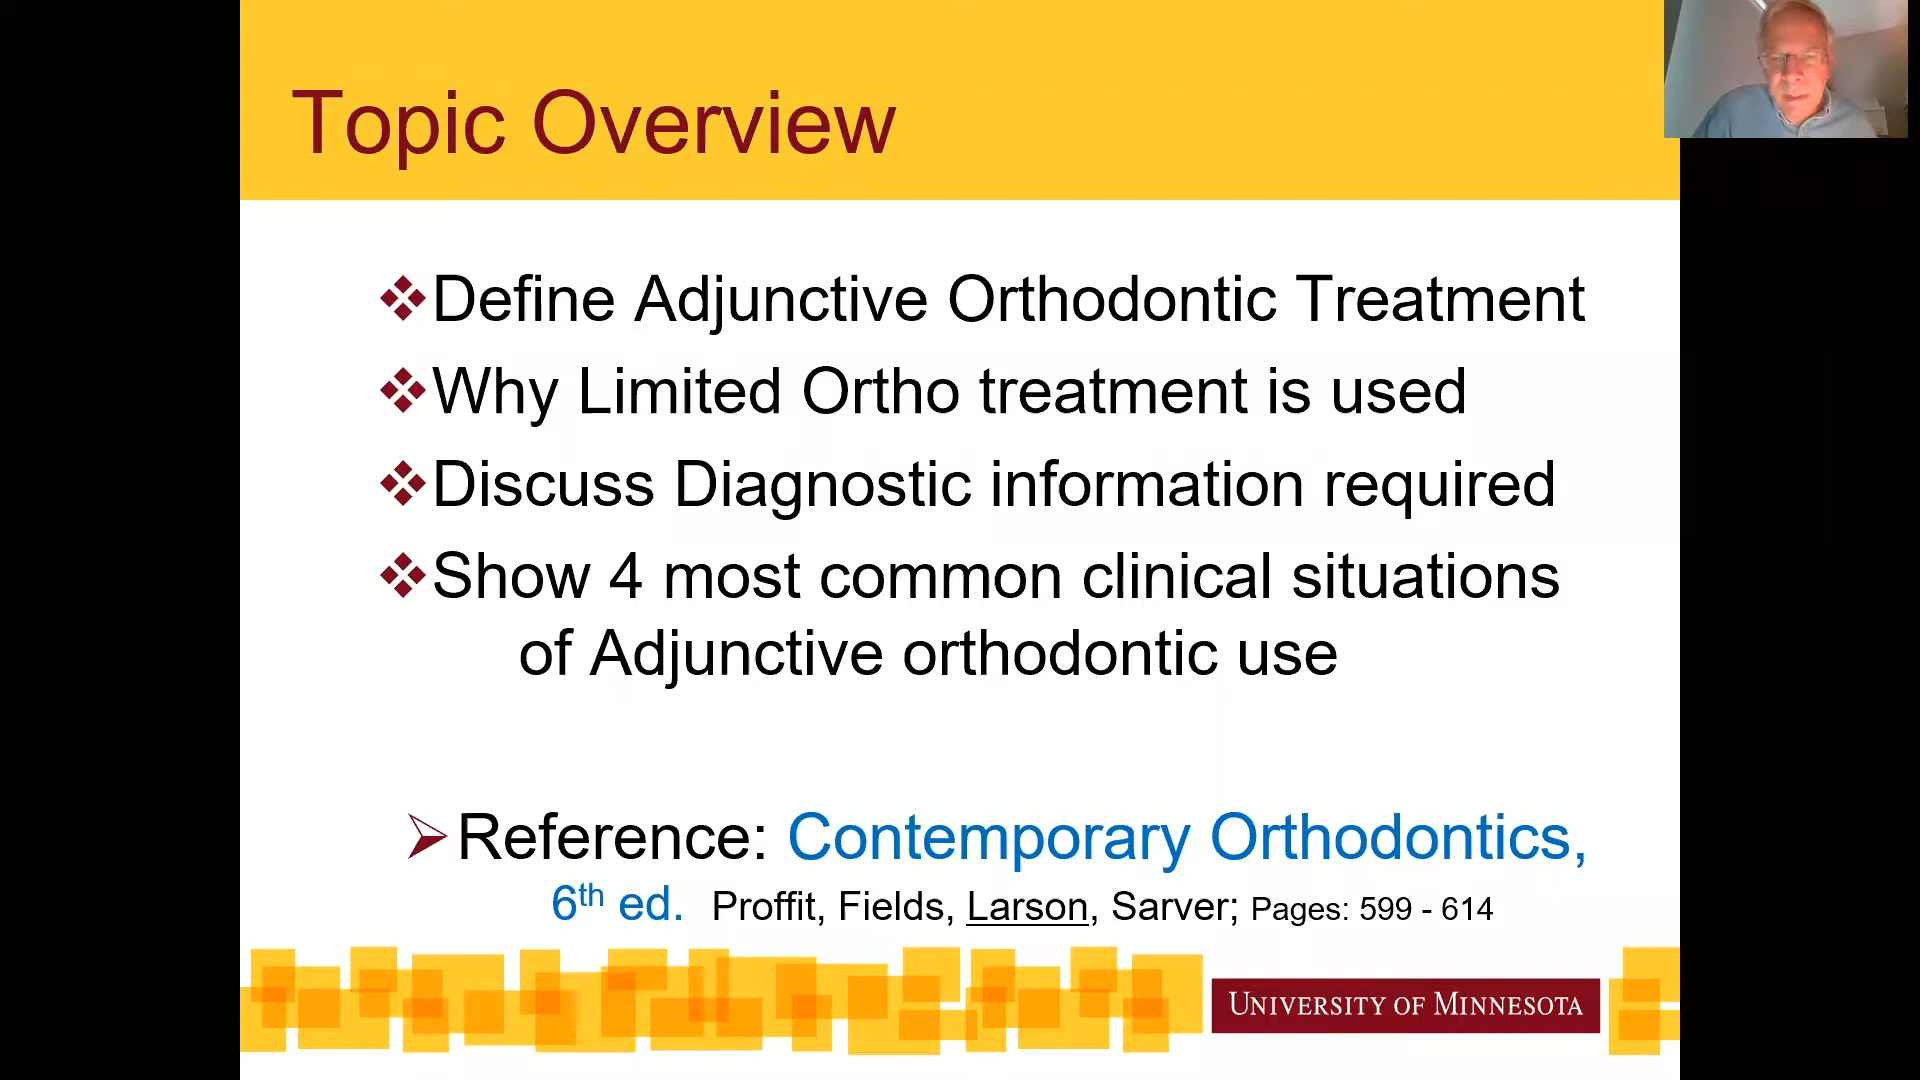 Topic Overview
Define Adjunctive Orthodontic Treatment
Why Limited Ortho treatment is used
Discuss Diagnostic information required
Show 4 most common clinical situations
of Adjunctive orthodontic use
Reference: Contemporary Orthodontics,
6th ed. Proffit, Fields, Larson, Sarver; Pages: 599 - 614
UNIVERSITY OF MINNESOTA